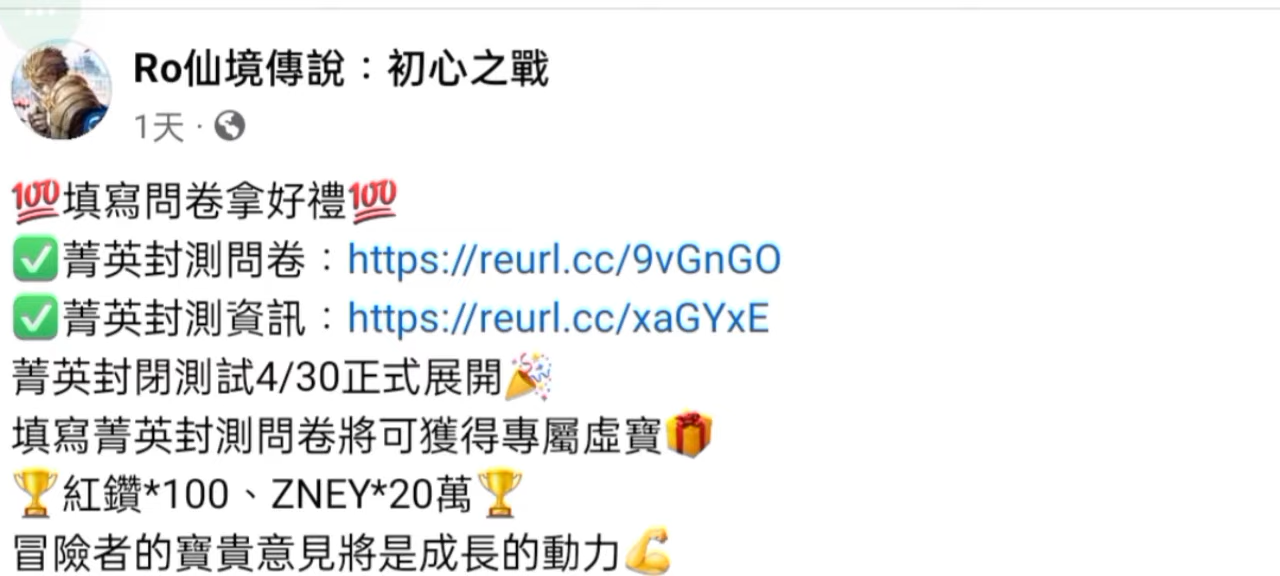 Ro仙境傳說：初心之戰
1天 ·
💯填寫問卷拿好禮💯
✅菁英封測問卷：https://reurl.cc/9vGnGO
✅菁英封測資訊：https://reurl.cc/xaGYxE
菁英封閉測試4/30正式展開🎉
填寫菁英封測問卷將可獲得專屬虛寶🎁
🏆紅鑽*100、ZNEY*20萬🏆
冒險者的寶貴意見將是成長的動力💪